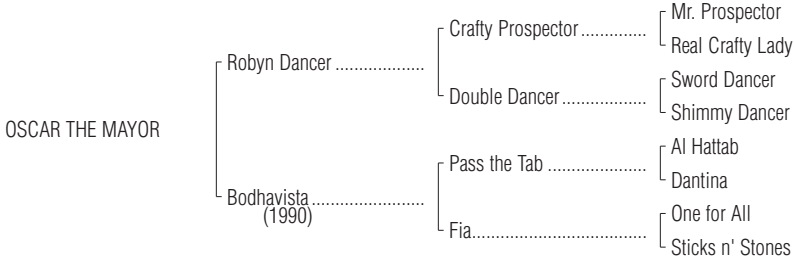 Mr. Prospector
Crafty Prospector ..............
Real Crafty Lady
Robyn Dancer ...................
Sword Dancer
Double Dancer ..................
Shimmy Dancer
OSCAR THE MAYOR
Al Hattab
Pass the Tab .....................
Dantina
Bodhavista ........................
(1990)
One for All
Fia.....................................
Sticks n' Stones